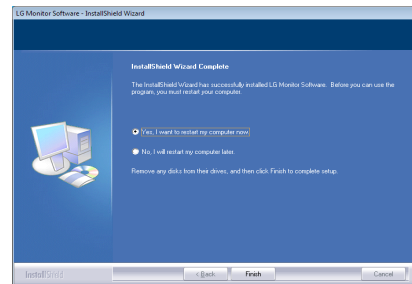 LG Monitor Software - InstallShield Wizard
InstallShield Wizard Complete
The InstallShield Wizard has successfully installed LG Monitor Software. Before you can use the
program, you must restart your computer.
Yes, I want to restart my computer now.
No, I will restart my computer later.
Remove any disks from their drives, and then click Finish to complete setup.
InstallShield
< Back
Finish
Cancel